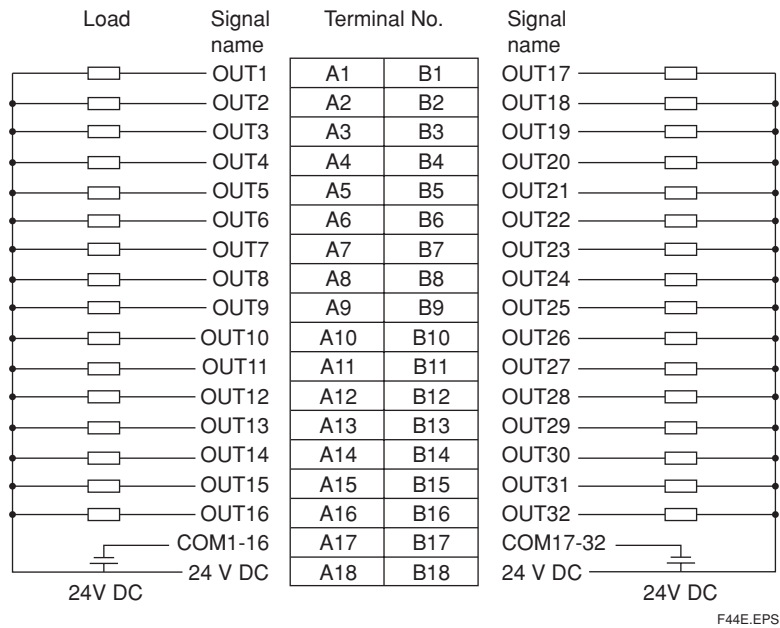 Load Signal name Terminal No. Signal name
OUT1 A1 B1 OUT17
OUT2 A2 B2 OUT18
OUT3 A3 B3 OUT19
OUT4 A4 B4 OUT20
OUT5 A5 B5 OUT21
OUT6 A6 B6 OUT22
OUT7 A7 B7 OUT23
OUT8 A8 B8 OUT24
OUT9 A9 B9 OUT25
OUT10 A10 B10 OUT26
OUT11 A11 B11 OUT27
OUT12 A12 B12 OUT28
OUT13 A13 B13 OUT29
OUT14 A14 B14 OUT30
OUT15 A15 B15 OUT31
OUT16 A16 B16 OUT32
COM1-16 A17 B17 COM17-32
24 V DC A18 B18 24 V DC
24V DC 24V DC
F44E.EPS